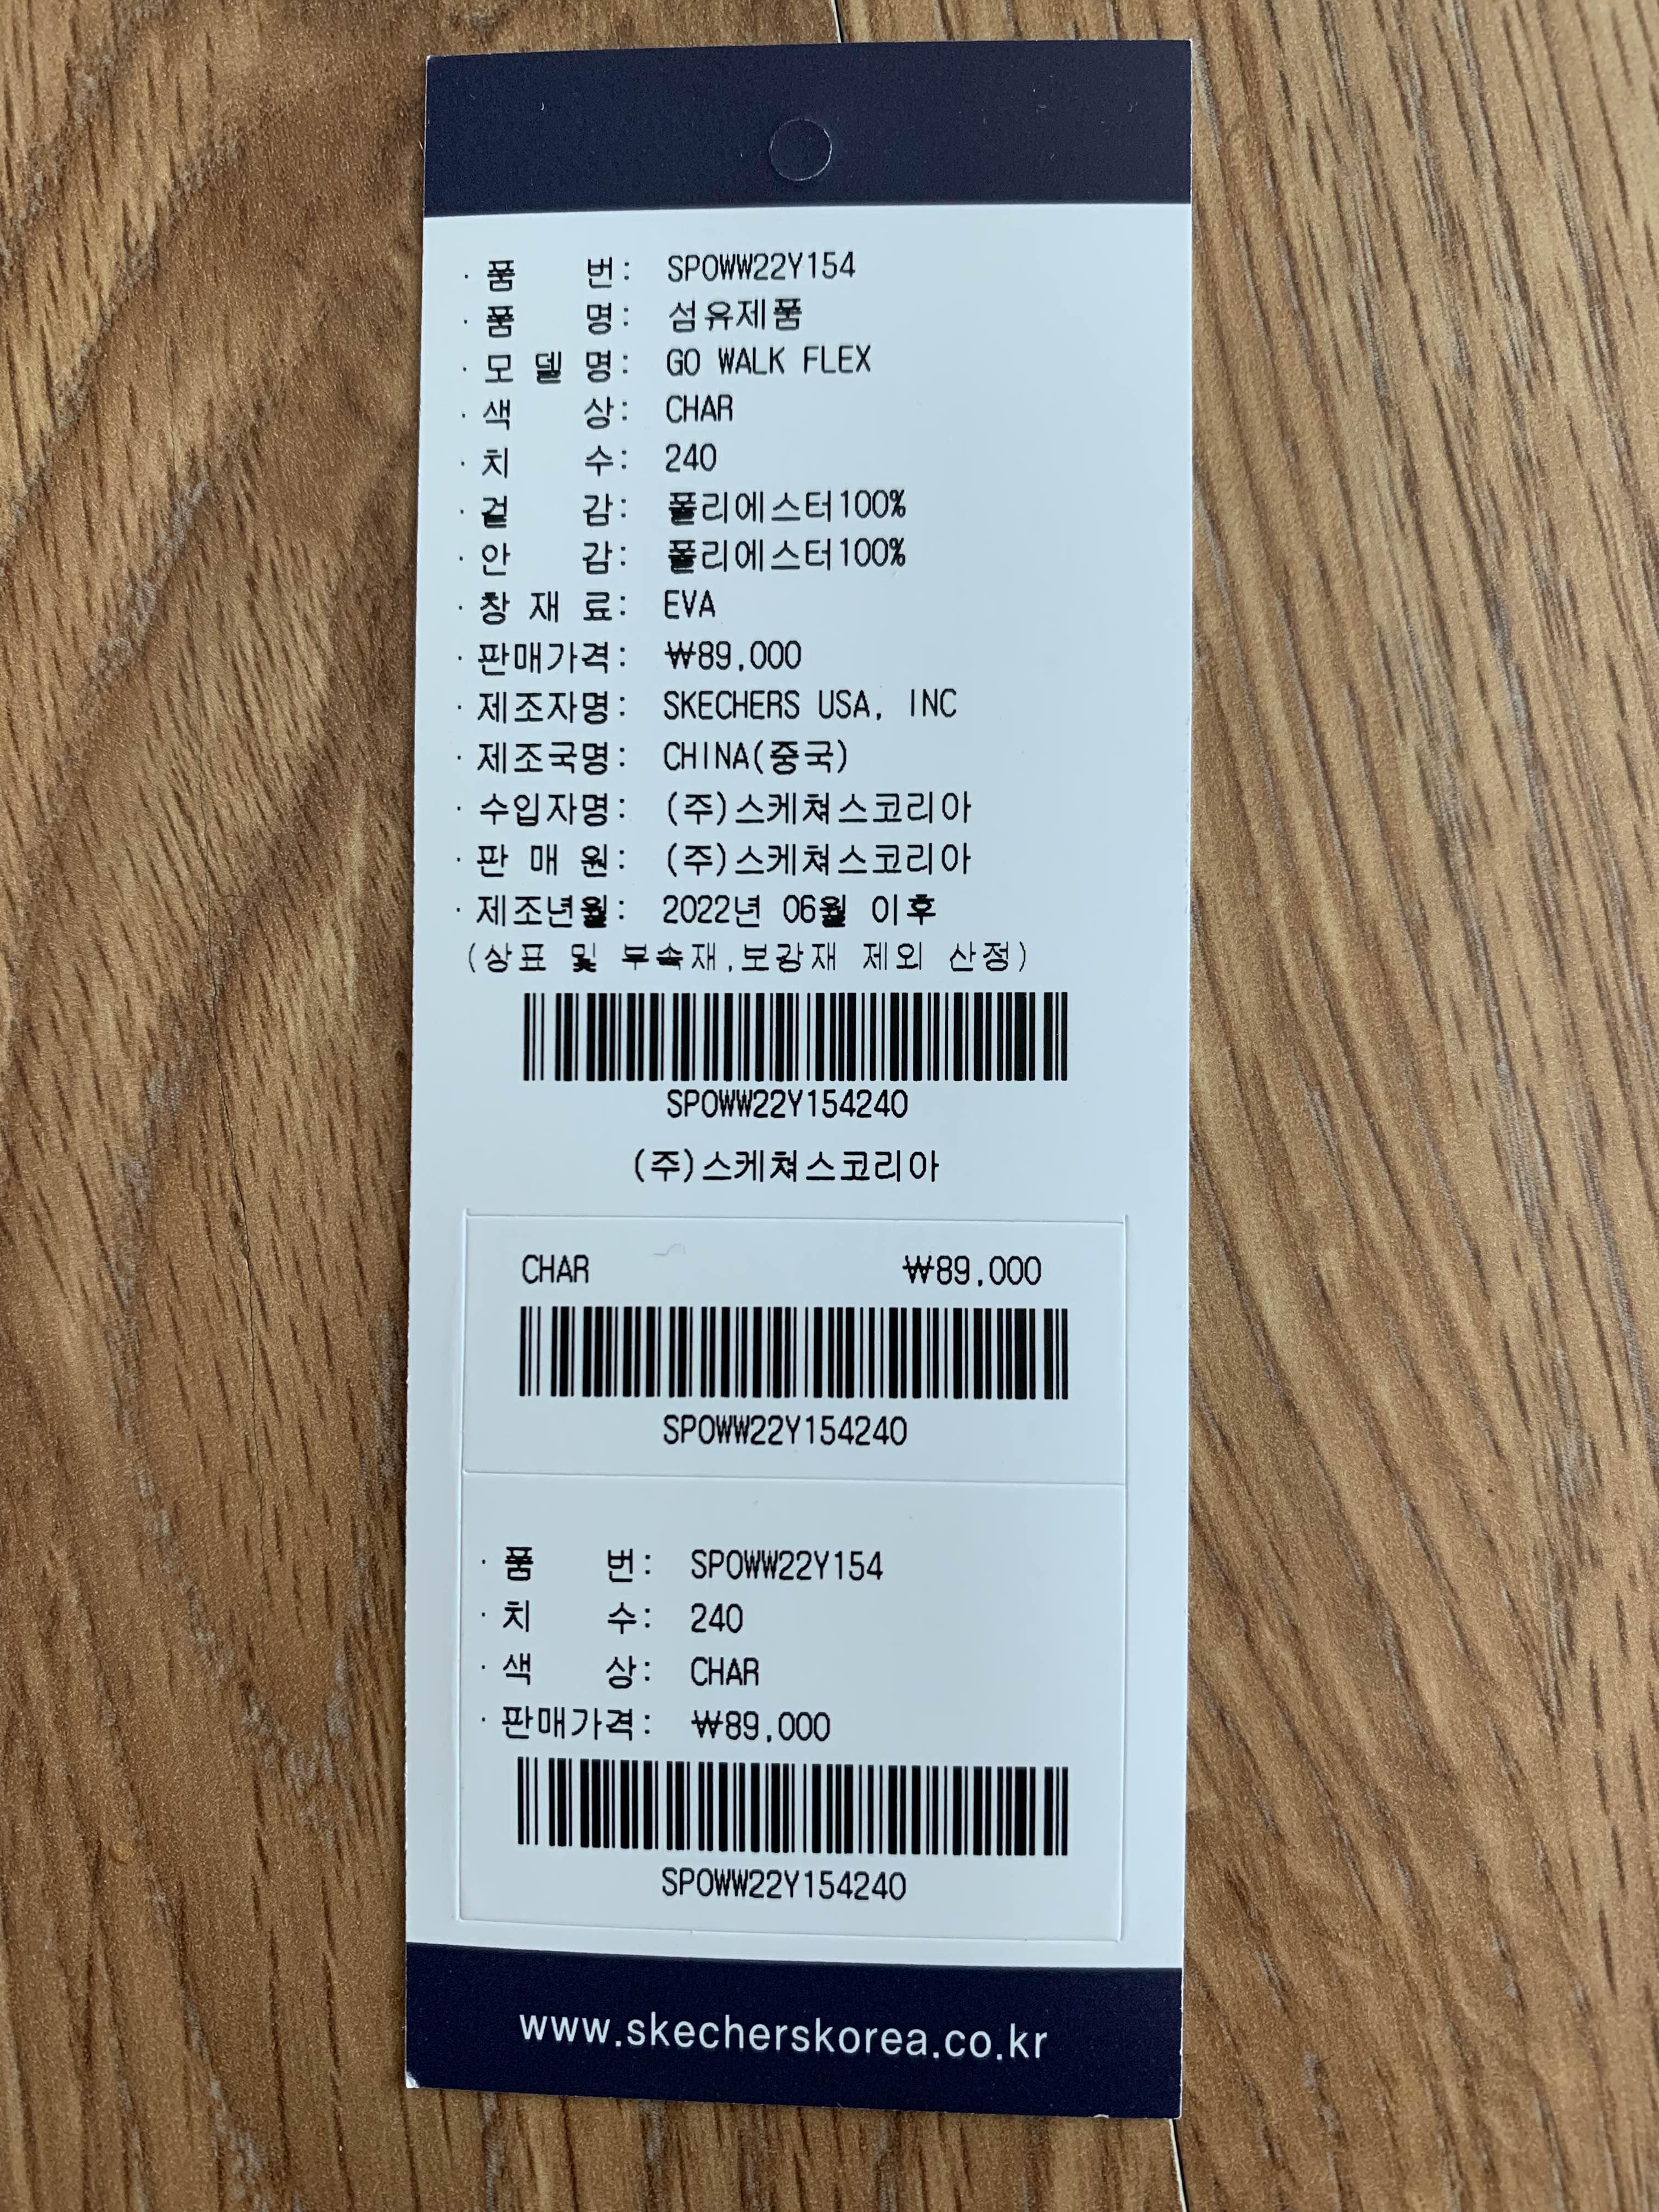 · 품 번: SP0WW22Y154
· 품 명: 섬유제품
· 모 델 명: GO WALK FLEX
· 색 상: CHAR
· 치 수: 240
· 겉 감: 폴리에스터100%
· 안 감: 폴리에스터100%
· 창 재 료: EVA
· 판매가격: ₩89,000
· 제조자명: SKECHERS USA, INC
· 제조국명: CHINA(중국)
· 수입자명: (주)스케쳐스코리아
· 판 매 원: (주)스케쳐스코리아
· 제조년월: 2022년 06월 이후
(상표 및 부속재,보강재 제외 산정)
SP0WW22Y154240
(주)스케쳐스코리아
CHAR ₩89,000
SP0WW22Y154240
· 품 번: SP0WW22Y154
· 치 수: 240
· 색 상: CHAR
· 판매가격: ₩89,000
SP0WW22Y154240
www.skecherskorea.co.kr